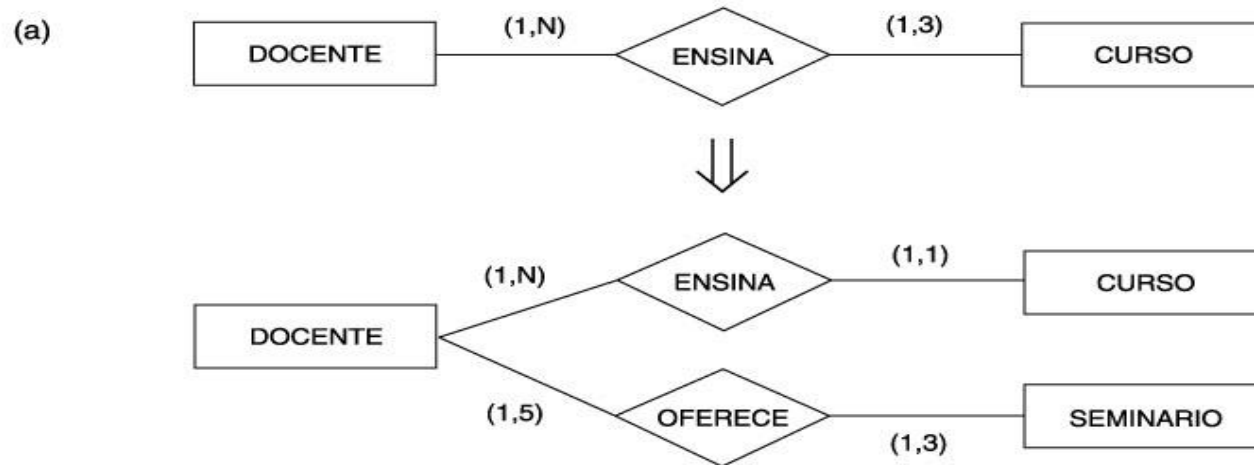 (a)
(1,N) (1,3)
DOCENTE ENSINA CURSO
(1,N) (1,1)
ENSINA CURSO
DOCENTE
(1,5) OFERECE (1,3) SEMINARIO